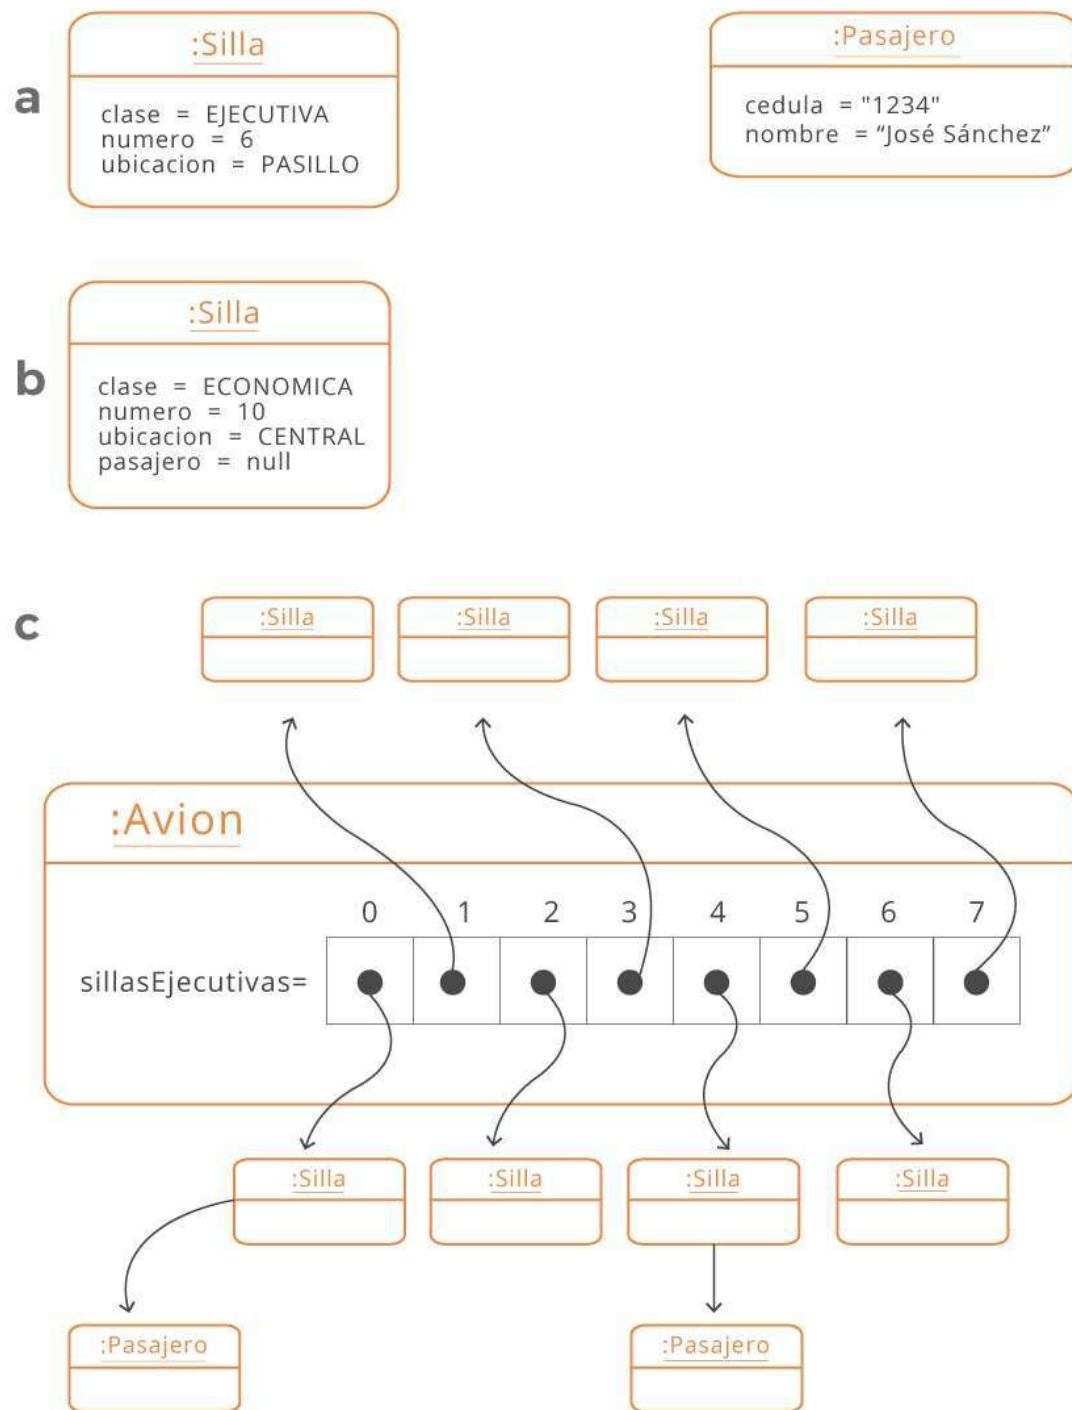 a
:Silla
clase = EJECUTIVA
numero = 6
ubicacion = PASILLO
:Pasajero
cedula = "1234"
nombre = “José Sánchez”
b
:Silla
clase = ECONOMICA
numero = 10
ubicacion = CENTRAL
pasajero = null
c
:Silla :Silla :Silla :Silla
:Avion
0 1 2 3 4 5 6 7
sillasEjecutivas=
:Silla :Silla :Silla :Silla
:Pasajero :Pasajero